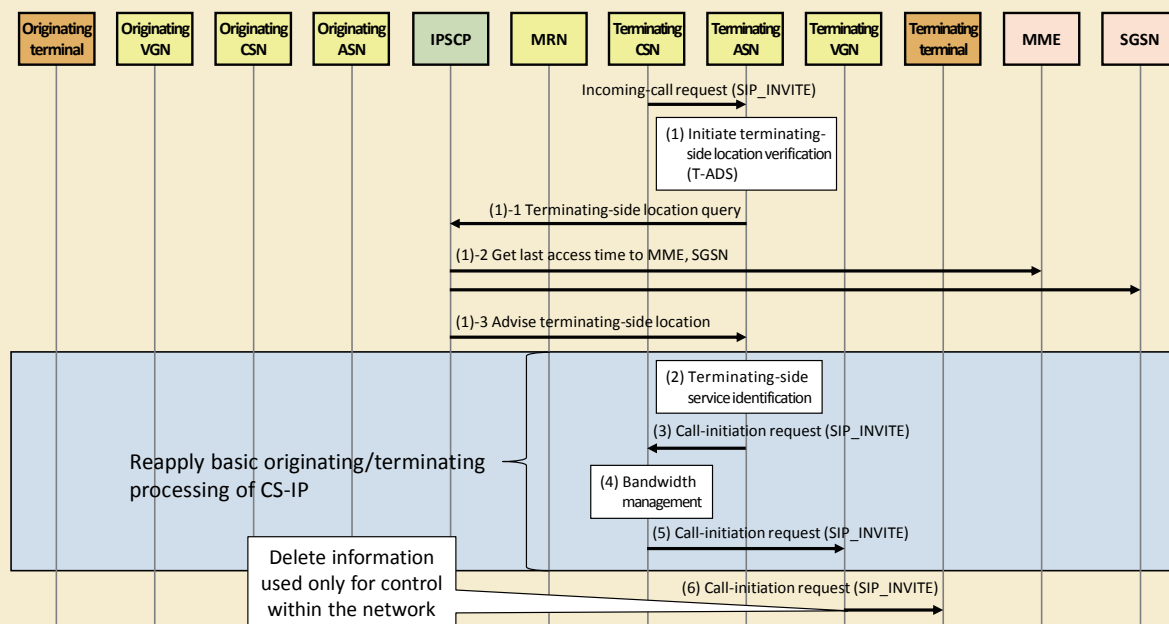 Originating
terminal
Originating
VGN
Originating
CSN
Originating
ASN
IPSCP
MRN
Terminating
CSN
Terminating
ASN
Terminating
VGN
Terminating
terminal
MME
SGSN
Incoming-call request (SIP_INVITE)
(1) Initiate terminating-
side location verification
(T-ADS)
(1)-1 Terminating-side location query
(1)-2 Get last access time to MME, SGSN
(1)-3 Advise terminating-side location
(2) Terminating-side
service identification
(3) Call-initiation request (SIP_INVITE)
Reapply basic originating/terminating
processing of CS-IP
(4) Bandwidth
management
(5) Call-initiation request (SIP_INVITE)
Delete information
used only for control
within the network
(6) Call-initiation request (SIP_INVITE)